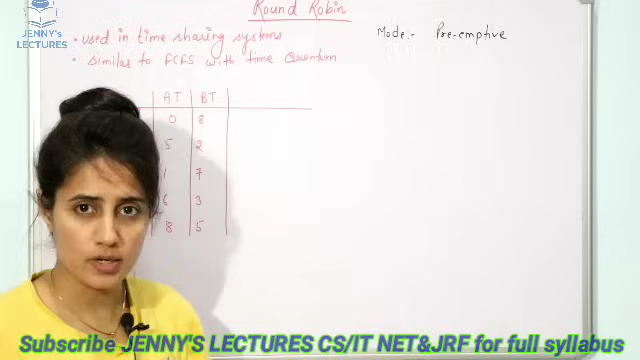 JENNY's
LECTURES
Round Robin
• used in time sharing systems
• similar to FCFS with time Quantum
Mode:- Pre-emptive
AT BT
0 8
5 2
1 7
6 3
8 5
Subscribe JENNY's LECTURES CS/IT NET&JRF for full syllabus